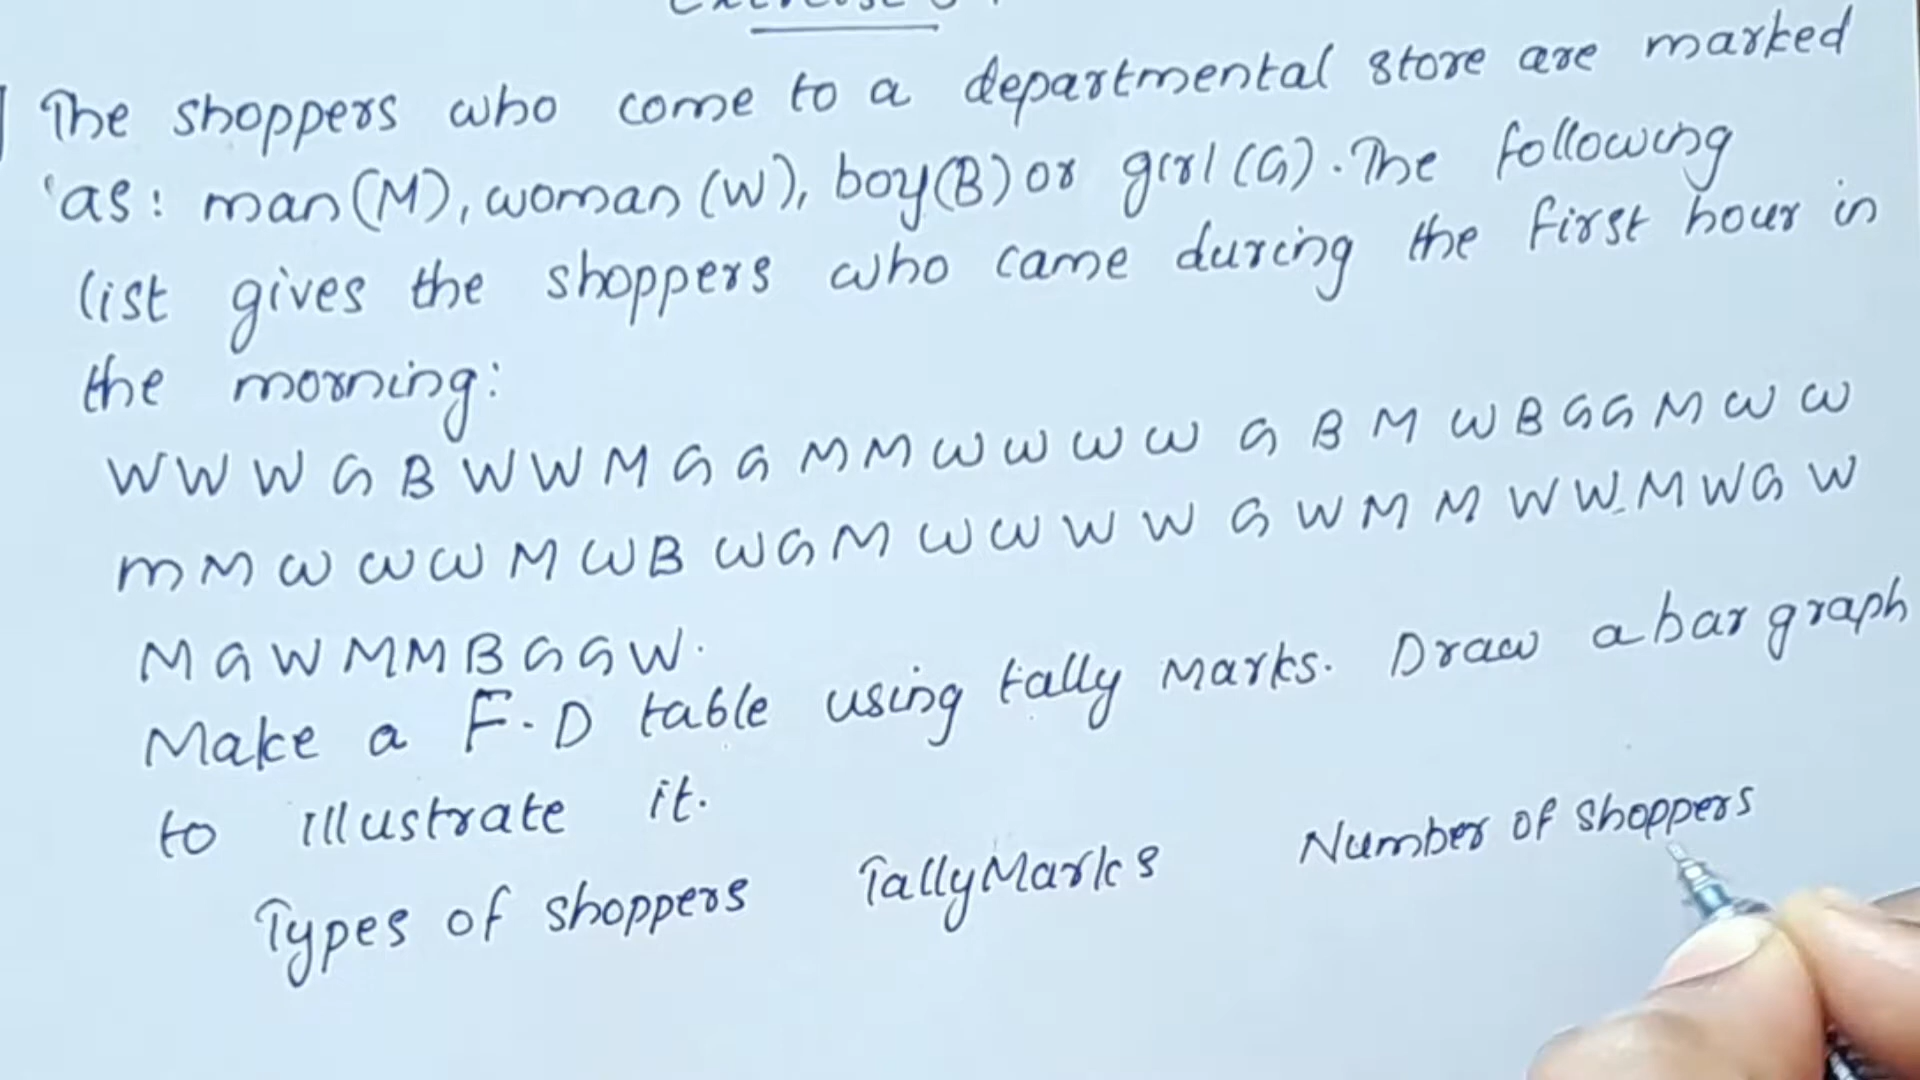 The shoppers who come to a departmental store are marked
as: man (M), woman (W), boy (B) or girl (G). The following
list gives the shoppers who came during the first hour in
the morning:
W W W G B W W M G G M M W W W W G B M W B G G M W W
M M W W W M W B W G M W W W W G W M M W W M W G W
M G W M M B G G W.
Make a F.D table using tally Marks. Draw a bar graph
to illustrate it.
Types of shoppers Tally Marks Number of shoppers